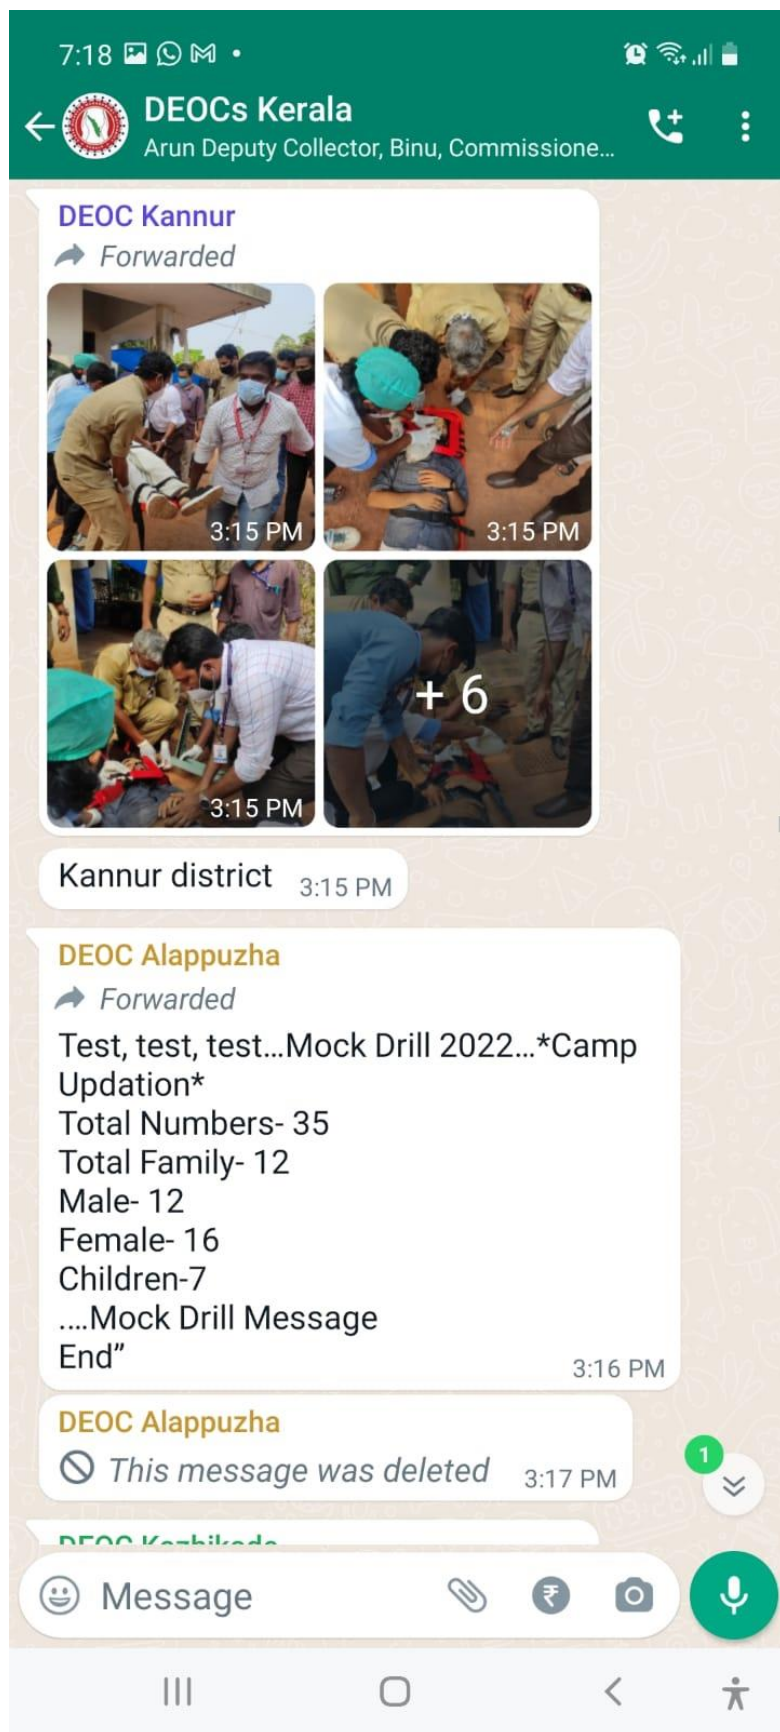 7:18
DEOCs Kerala
Arun Deputy Collector, Binu, Commissione...
DEOC Kannur
Forwarded
3:15 PM
3:15 PM
3:15 PM
+ 6
Kannur district 3:15 PM
DEOC Alappuzha
Forwarded
Test, test, test...Mock Drill 2022...*Camp
Updation*
Total Numbers- 35
Total Family- 12
Male- 12
Female- 16
Children-7
....Mock Drill Message
End”
3:16 PM
DEOC Alappuzha
This message was deleted 3:17 PM
1
DEOC Kozhikode
Message